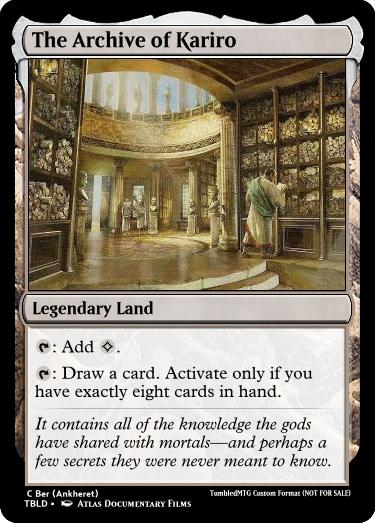 The Archive of Kariro
Legendary Land
: Add .
: Draw a card. Activate only if you
have exactly eight cards in hand.
It contains all of the knowledge the gods
have shared with mortals—and perhaps a
few secrets they were never meant to know.
C Ber (Ankheret)
TumbledMTG Custom Format (NOT FOR SALE)
TBLD • Atlas Documentary Films